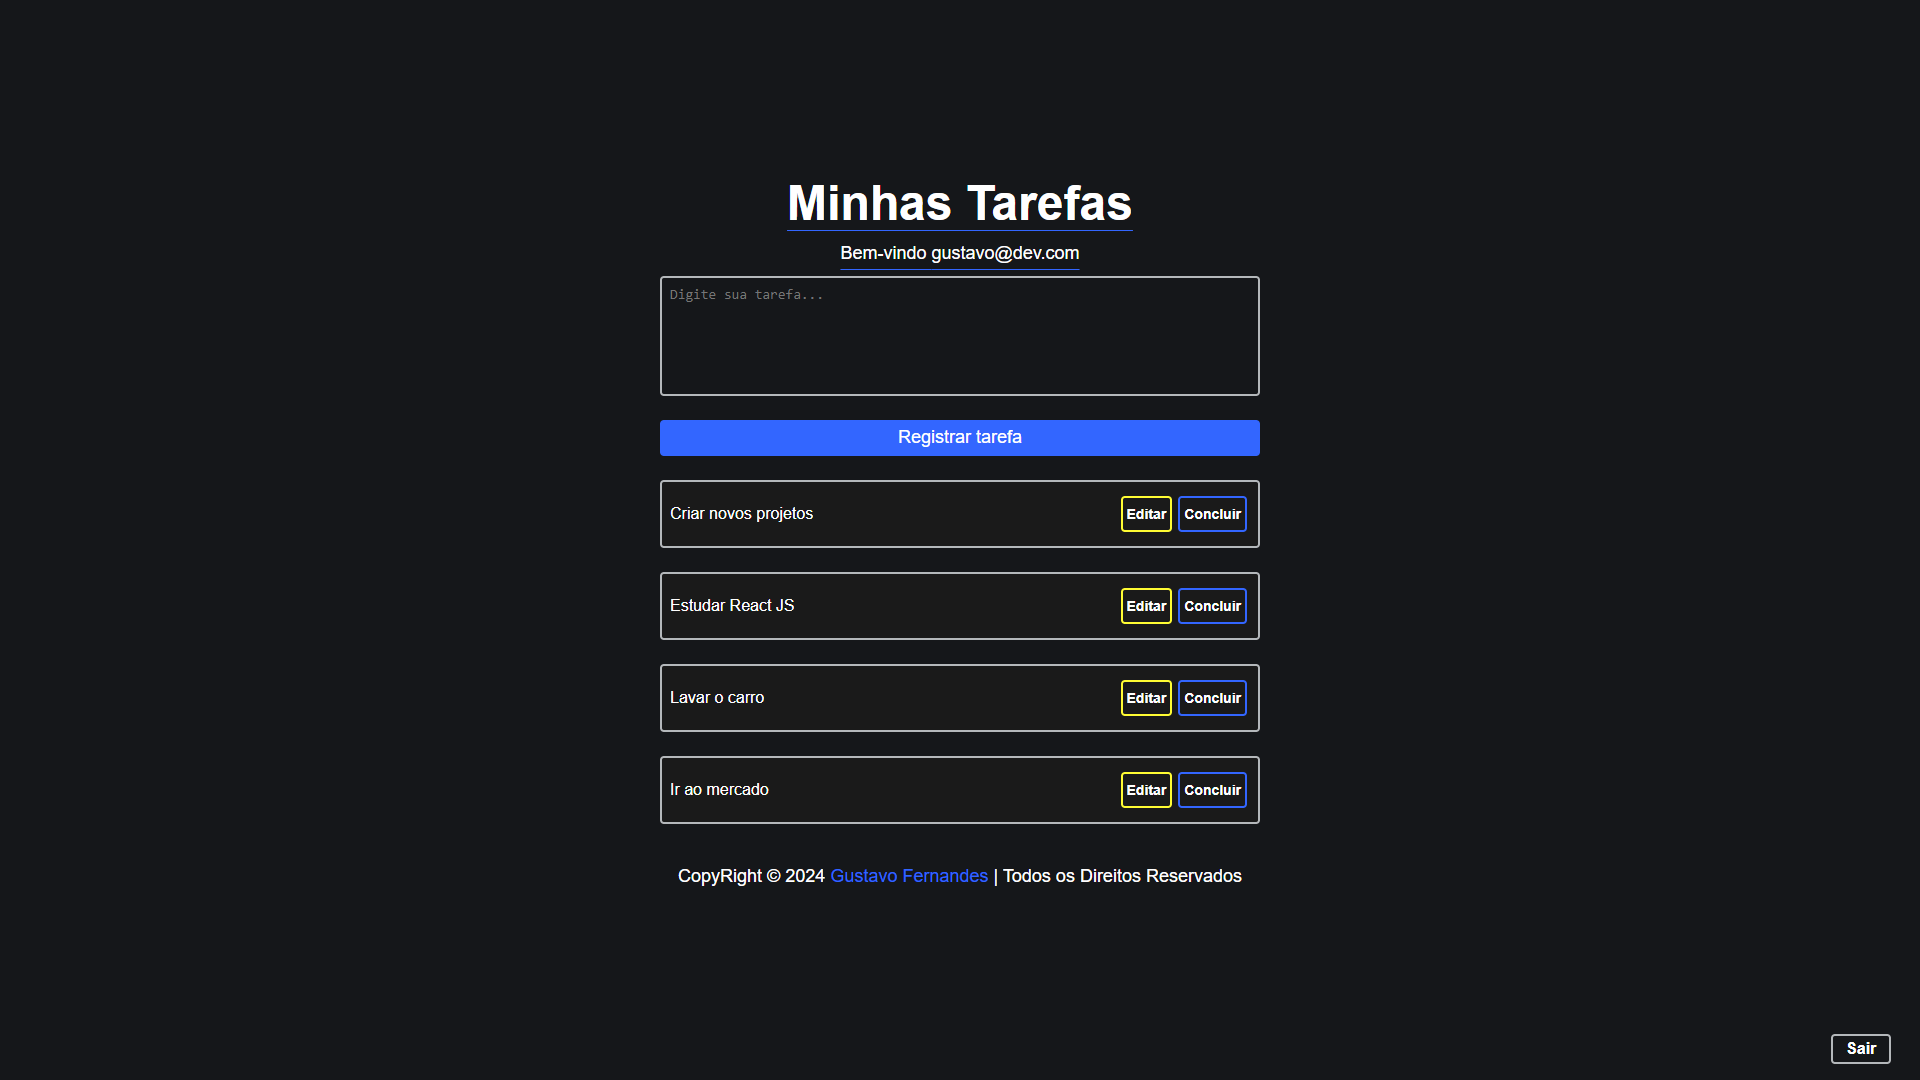 Minhas Tarefas
Bem-vindo gustavo@dev.com
Digite sua tarefa...
Registrar tarefa
Criar novos projetos Editar Concluir
Estudar React JS Editar Concluir
Lavar o carro Editar Concluir
Ir ao mercado Editar Concluir
CopyRight © 2024 Gustavo Fernandes | Todos os Direitos Reservados
Sair